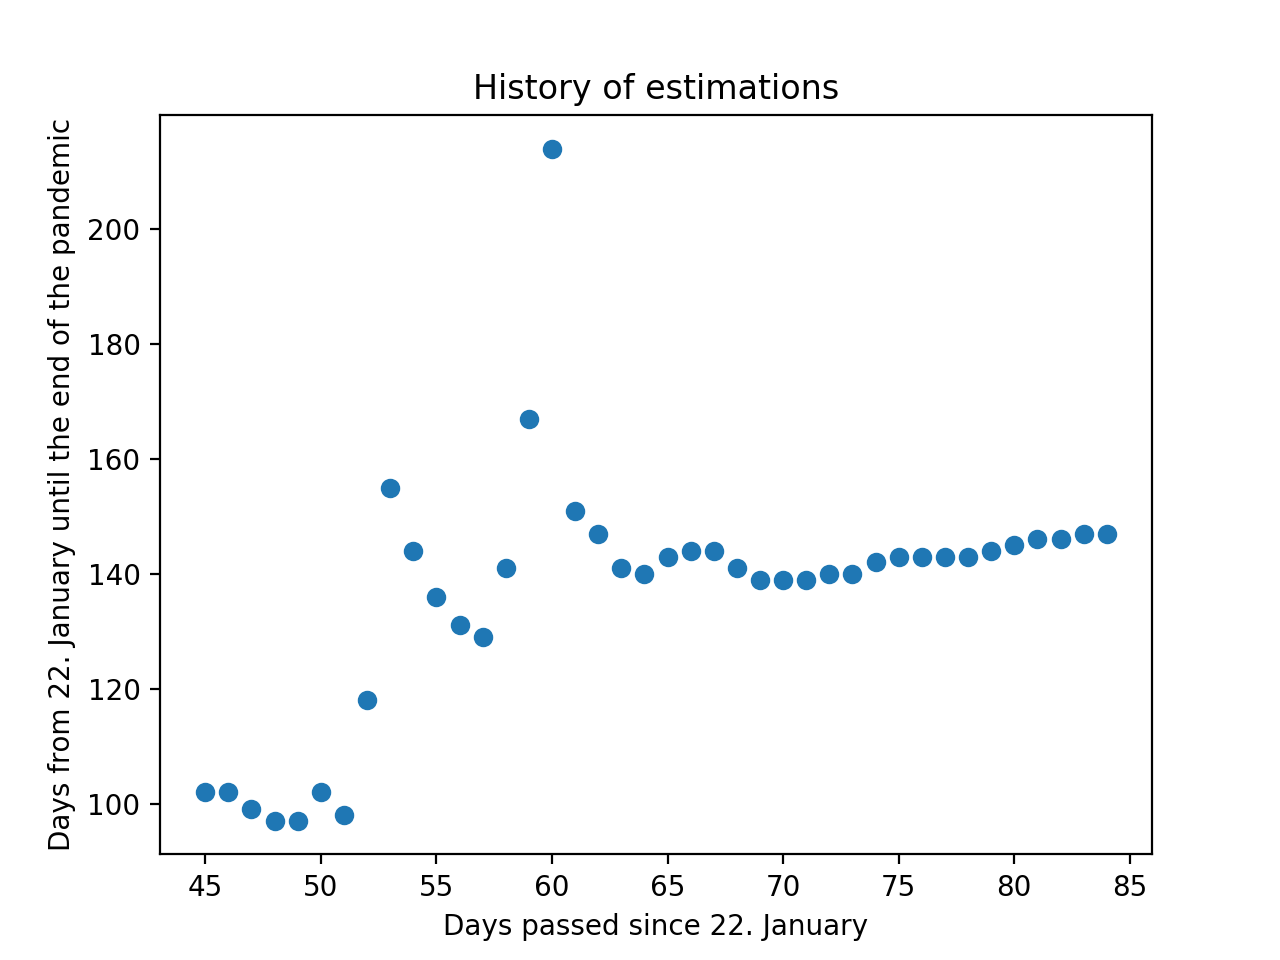 History of estimations
Days from 22. January until the end of the pandemic
200
180
160
140
120
100
45 50 55 60 65 70 75 80 85
Days passed since 22. January